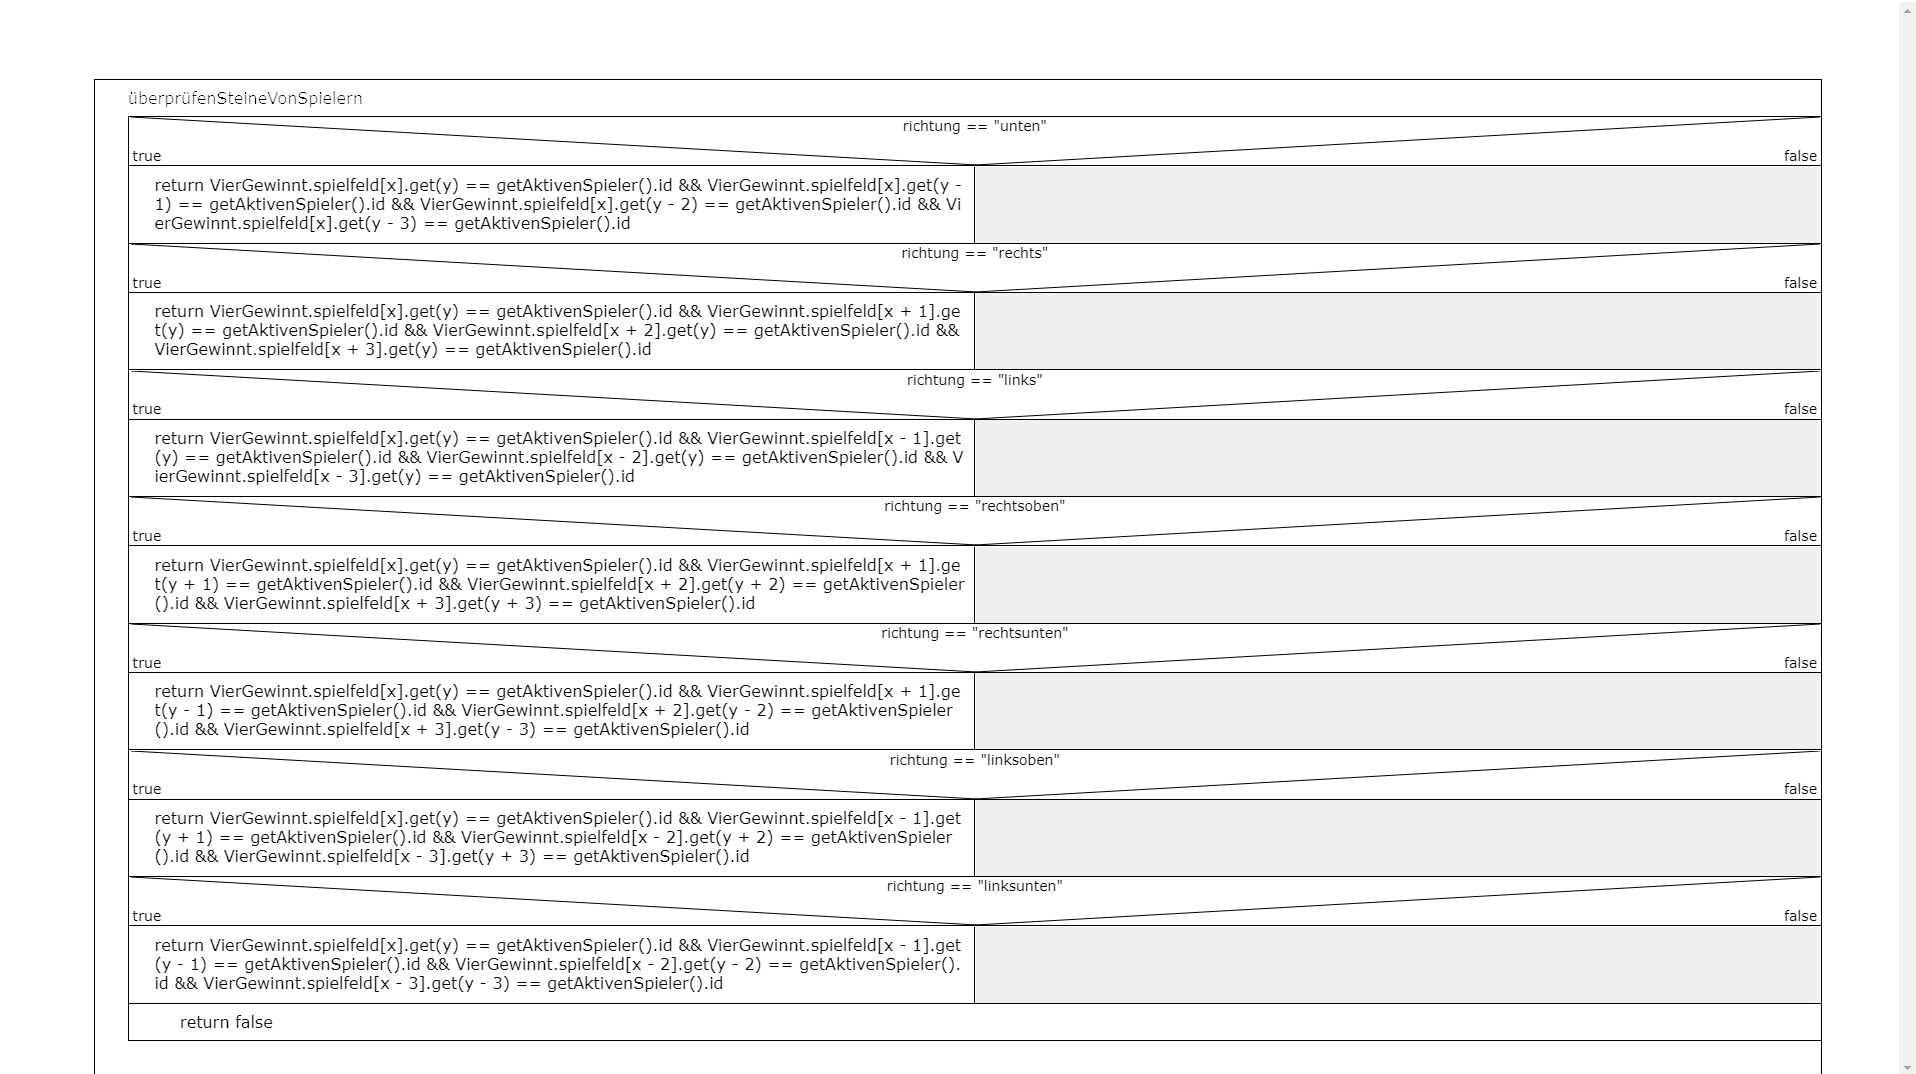 überprüfenSteineVonSpielern
richtung == "unten"
true
false
return VierGewinnt.spielfeld[x].get(y) == getAktivenSpieler().id && VierGewinnt.spielfeld[x].get(y -
1) == getAktivenSpieler().id && VierGewinnt.spielfeld[x].get(y - 2) == getAktivenSpieler().id && Vi
erGewinnt.spielfeld[x].get(y - 3) == getAktivenSpieler().id
richtung == "rechts"
true
false
return VierGewinnt.spielfeld[x].get(y) == getAktivenSpieler().id && VierGewinnt.spielfeld[x + 1].ge
t(y) == getAktivenSpieler().id && VierGewinnt.spielfeld[x + 2].get(y) == getAktivenSpieler().id &&
VierGewinnt.spielfeld[x + 3].get(y) == getAktivenSpieler().id
richtung == "links"
true
false
return VierGewinnt.spielfeld[x].get(y) == getAktivenSpieler().id && VierGewinnt.spielfeld[x - 1].get
(y) == getAktivenSpieler().id && VierGewinnt.spielfeld[x - 2].get(y) == getAktivenSpieler().id && V
ierGewinnt.spielfeld[x - 3].get(y) == getAktivenSpieler().id
richtung == "rechtsoben"
true
false
return VierGewinnt.spielfeld[x].get(y) == getAktivenSpieler().id && VierGewinnt.spielfeld[x + 1].ge
t(y + 1) == getAktivenSpieler().id && VierGewinnt.spielfeld[x + 2].get(y + 2) == getAktivenSpieler
().id && VierGewinnt.spielfeld[x + 3].get(y + 3) == getAktivenSpieler().id
richtung == "rechtsunten"
true
false
return VierGewinnt.spielfeld[x].get(y) == getAktivenSpieler().id && VierGewinnt.spielfeld[x + 1].ge
t(y - 1) == getAktivenSpieler().id && VierGewinnt.spielfeld[x + 2].get(y - 2) == getAktivenSpieler
().id && VierGewinnt.spielfeld[x + 3].get(y - 3) == getAktivenSpieler().id
richtung == "linksoben"
true
false
return VierGewinnt.spielfeld[x].get(y) == getAktivenSpieler().id && VierGewinnt.spielfeld[x - 1].get
(y + 1) == getAktivenSpieler().id && VierGewinnt.spielfeld[x - 2].get(y + 2) == getAktivenSpieler
().id && VierGewinnt.spielfeld[x - 3].get(y + 3) == getAktivenSpieler().id
richtung == "linksunten"
true
false
return VierGewinnt.spielfeld[x].get(y) == getAktivenSpieler().id && VierGewinnt.spielfeld[x - 1].get
(y - 1) == getAktivenSpieler().id && VierGewinnt.spielfeld[x - 2].get(y - 2) == getAktivenSpieler().
id && VierGewinnt.spielfeld[x - 3].get(y - 3) == getAktivenSpieler().id
return false